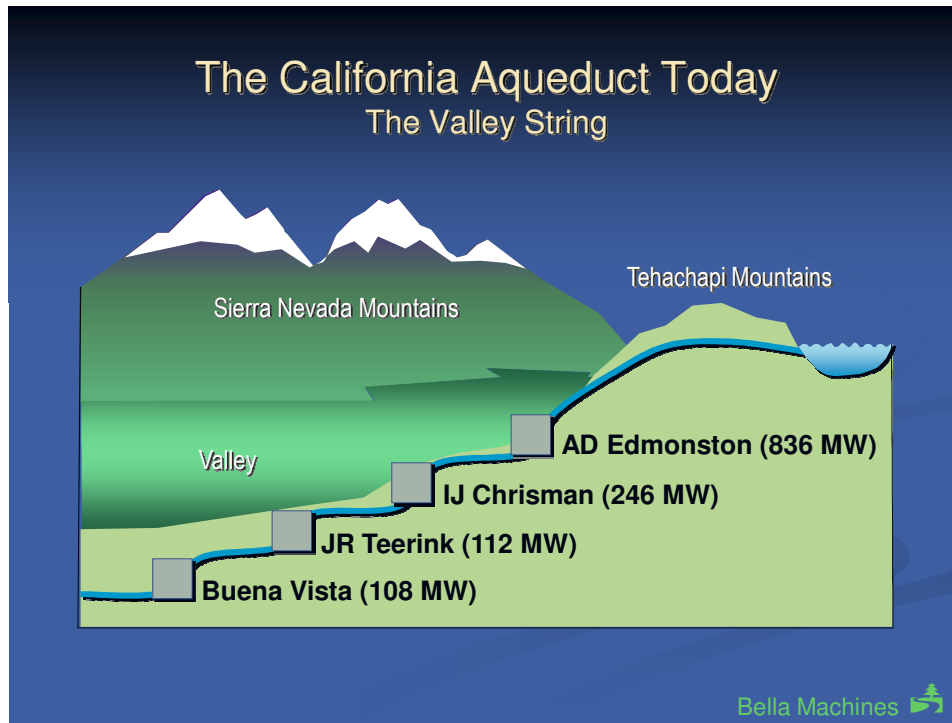 The California Aqueduct Today
The Valley String
Tehachapi Mountains
Sierra Nevada Mountains
AD Edmonston (836 MW)
Valley
IJ Chrisman (246 MW)
JR Teerink (112 MW)
Buena Vista (108 MW)
Bella Machines